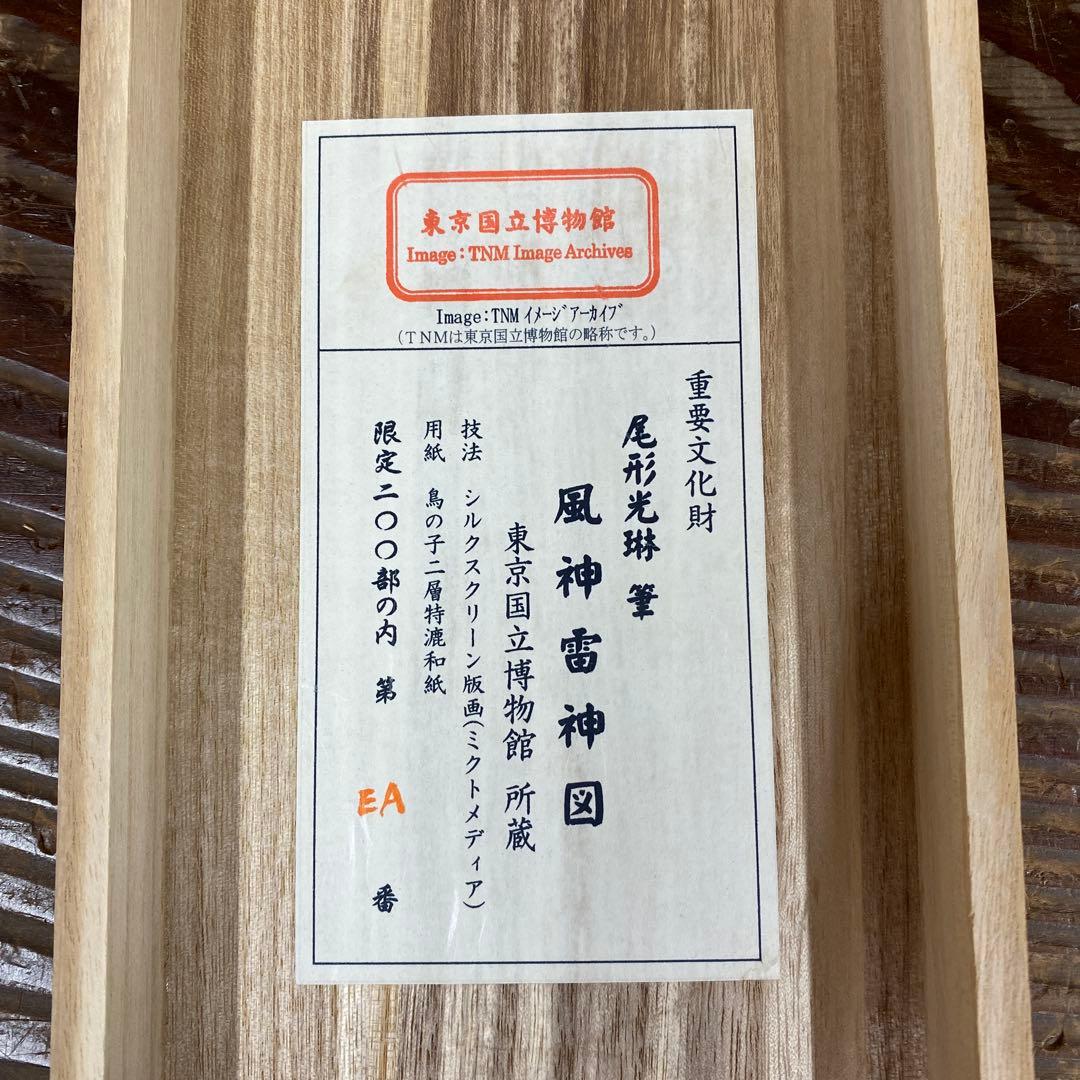 東京国立博物館
Image : TNM Image Archives
Image:TNM イメージアーカイブ
(TNMは東京国立博物館の略称です。)
重要文化財
尾形光琳 筆
風神雷神図
東京国立博物館 所蔵
技法 シルクスクリーン版画(ミクトメディア)
用紙 鳥の子二層特漉和紙
限定二〇〇部の内 第 EA 番